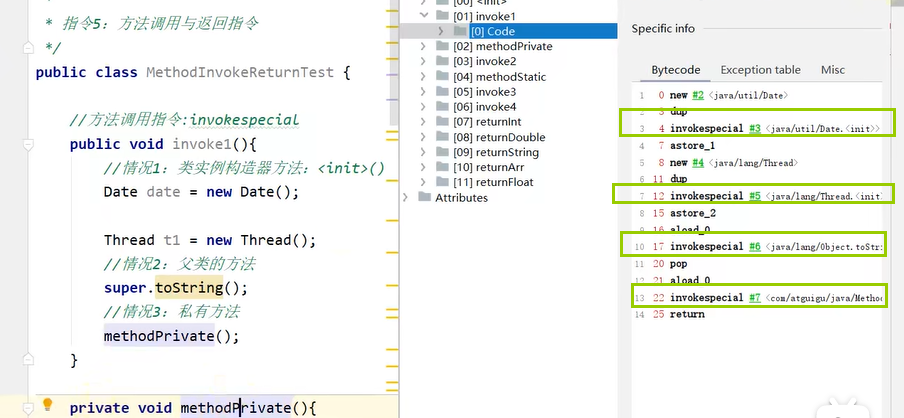 * 指令5：方法调用与返回指令
*/
public class MethodInvokeReturnTest {
//方法调用指令:invokespecial
public void invoke1(){
//情况1：类实例构造器方法：<init>()
Date date = new Date();
Thread t1 = new Thread();
//情况2：父类的方法
super.toString();
//情况3：私有方法
methodPrivate();
}
private void methodPrivate(){
[00] <init>
[01] invoke1
[0] Code
[02] methodPrivate
[03] invoke2
[04] methodStatic
[05] invoke3
[06] invoke4
[07] returnInt
[08] returnDouble
[09] returnString
[10] returnArr
[11] returnFloat
Attributes
Specific info
Bytecode Exception table Misc
1 0 new #2 <java/util/Date>
2 3 dup
3 4 invokespecial #3 <java/util/Date.<init>>
4 7 astore_1
5 8 new #4 <java/lang/Thread>
6 11 dup
7 12 invokespecial #5 <java/lang/Thread.<init
8 15 astore_2
9 16 aload_0
10 17 invokespecial #6 <java/lang/Object.toStri
11 20 pop
12 21 aload_0
13 22 invokespecial #7 <com/atguigu/java/Metho
14 25 return